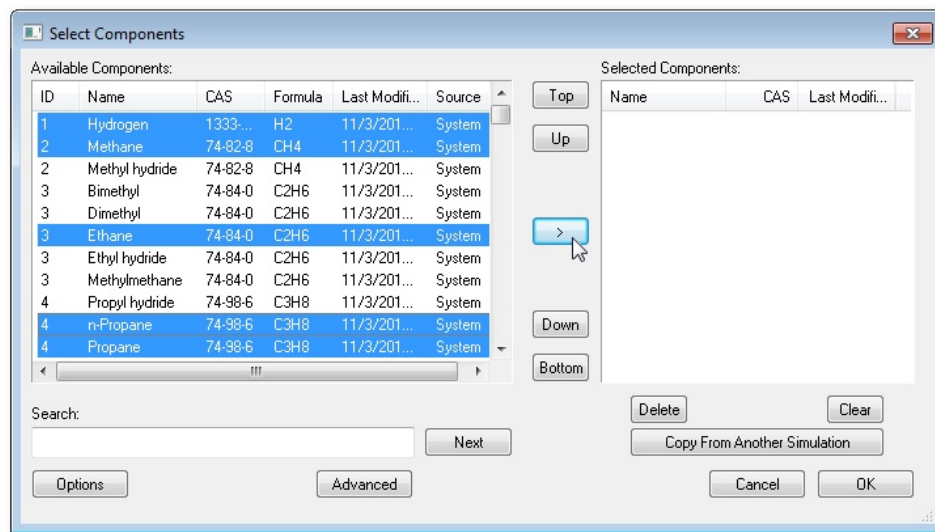 Select Components
Available Components:
Selected Components:
ID Name CAS Formula Last Modifi... Source
Top
Name CAS Last Modifi...
1 Hydrogen 1333-... H2 11/3/201... System
2 Methane 74-82-8 CH4 11/3/201... System
Up
2 Methyl hydride 74-82-8 CH4 11/3/201... System
3 Bimethyl 74-84-0 C2H6 11/3/201... System
3 Dimethyl 74-84-0 C2H6 11/3/201... System
3 Ethane 74-84-0 C2H6 11/3/201... System
>
3 Ethyl hydride 74-84-0 C2H6 11/3/201... System
3 Methylmethane 74-84-0 C2H6 11/3/201... System
4 Propyl hydride 74-98-6 C3H8 11/3/201... System
4 n-Propane 74-98-6 C3H8 11/3/201... System
Down
4 Propane 74-98-6 C3H8 11/3/201... System
Bottom
Search:
Delete
Clear
Next
Copy From Another Simulation
Options
Advanced
Cancel
OK